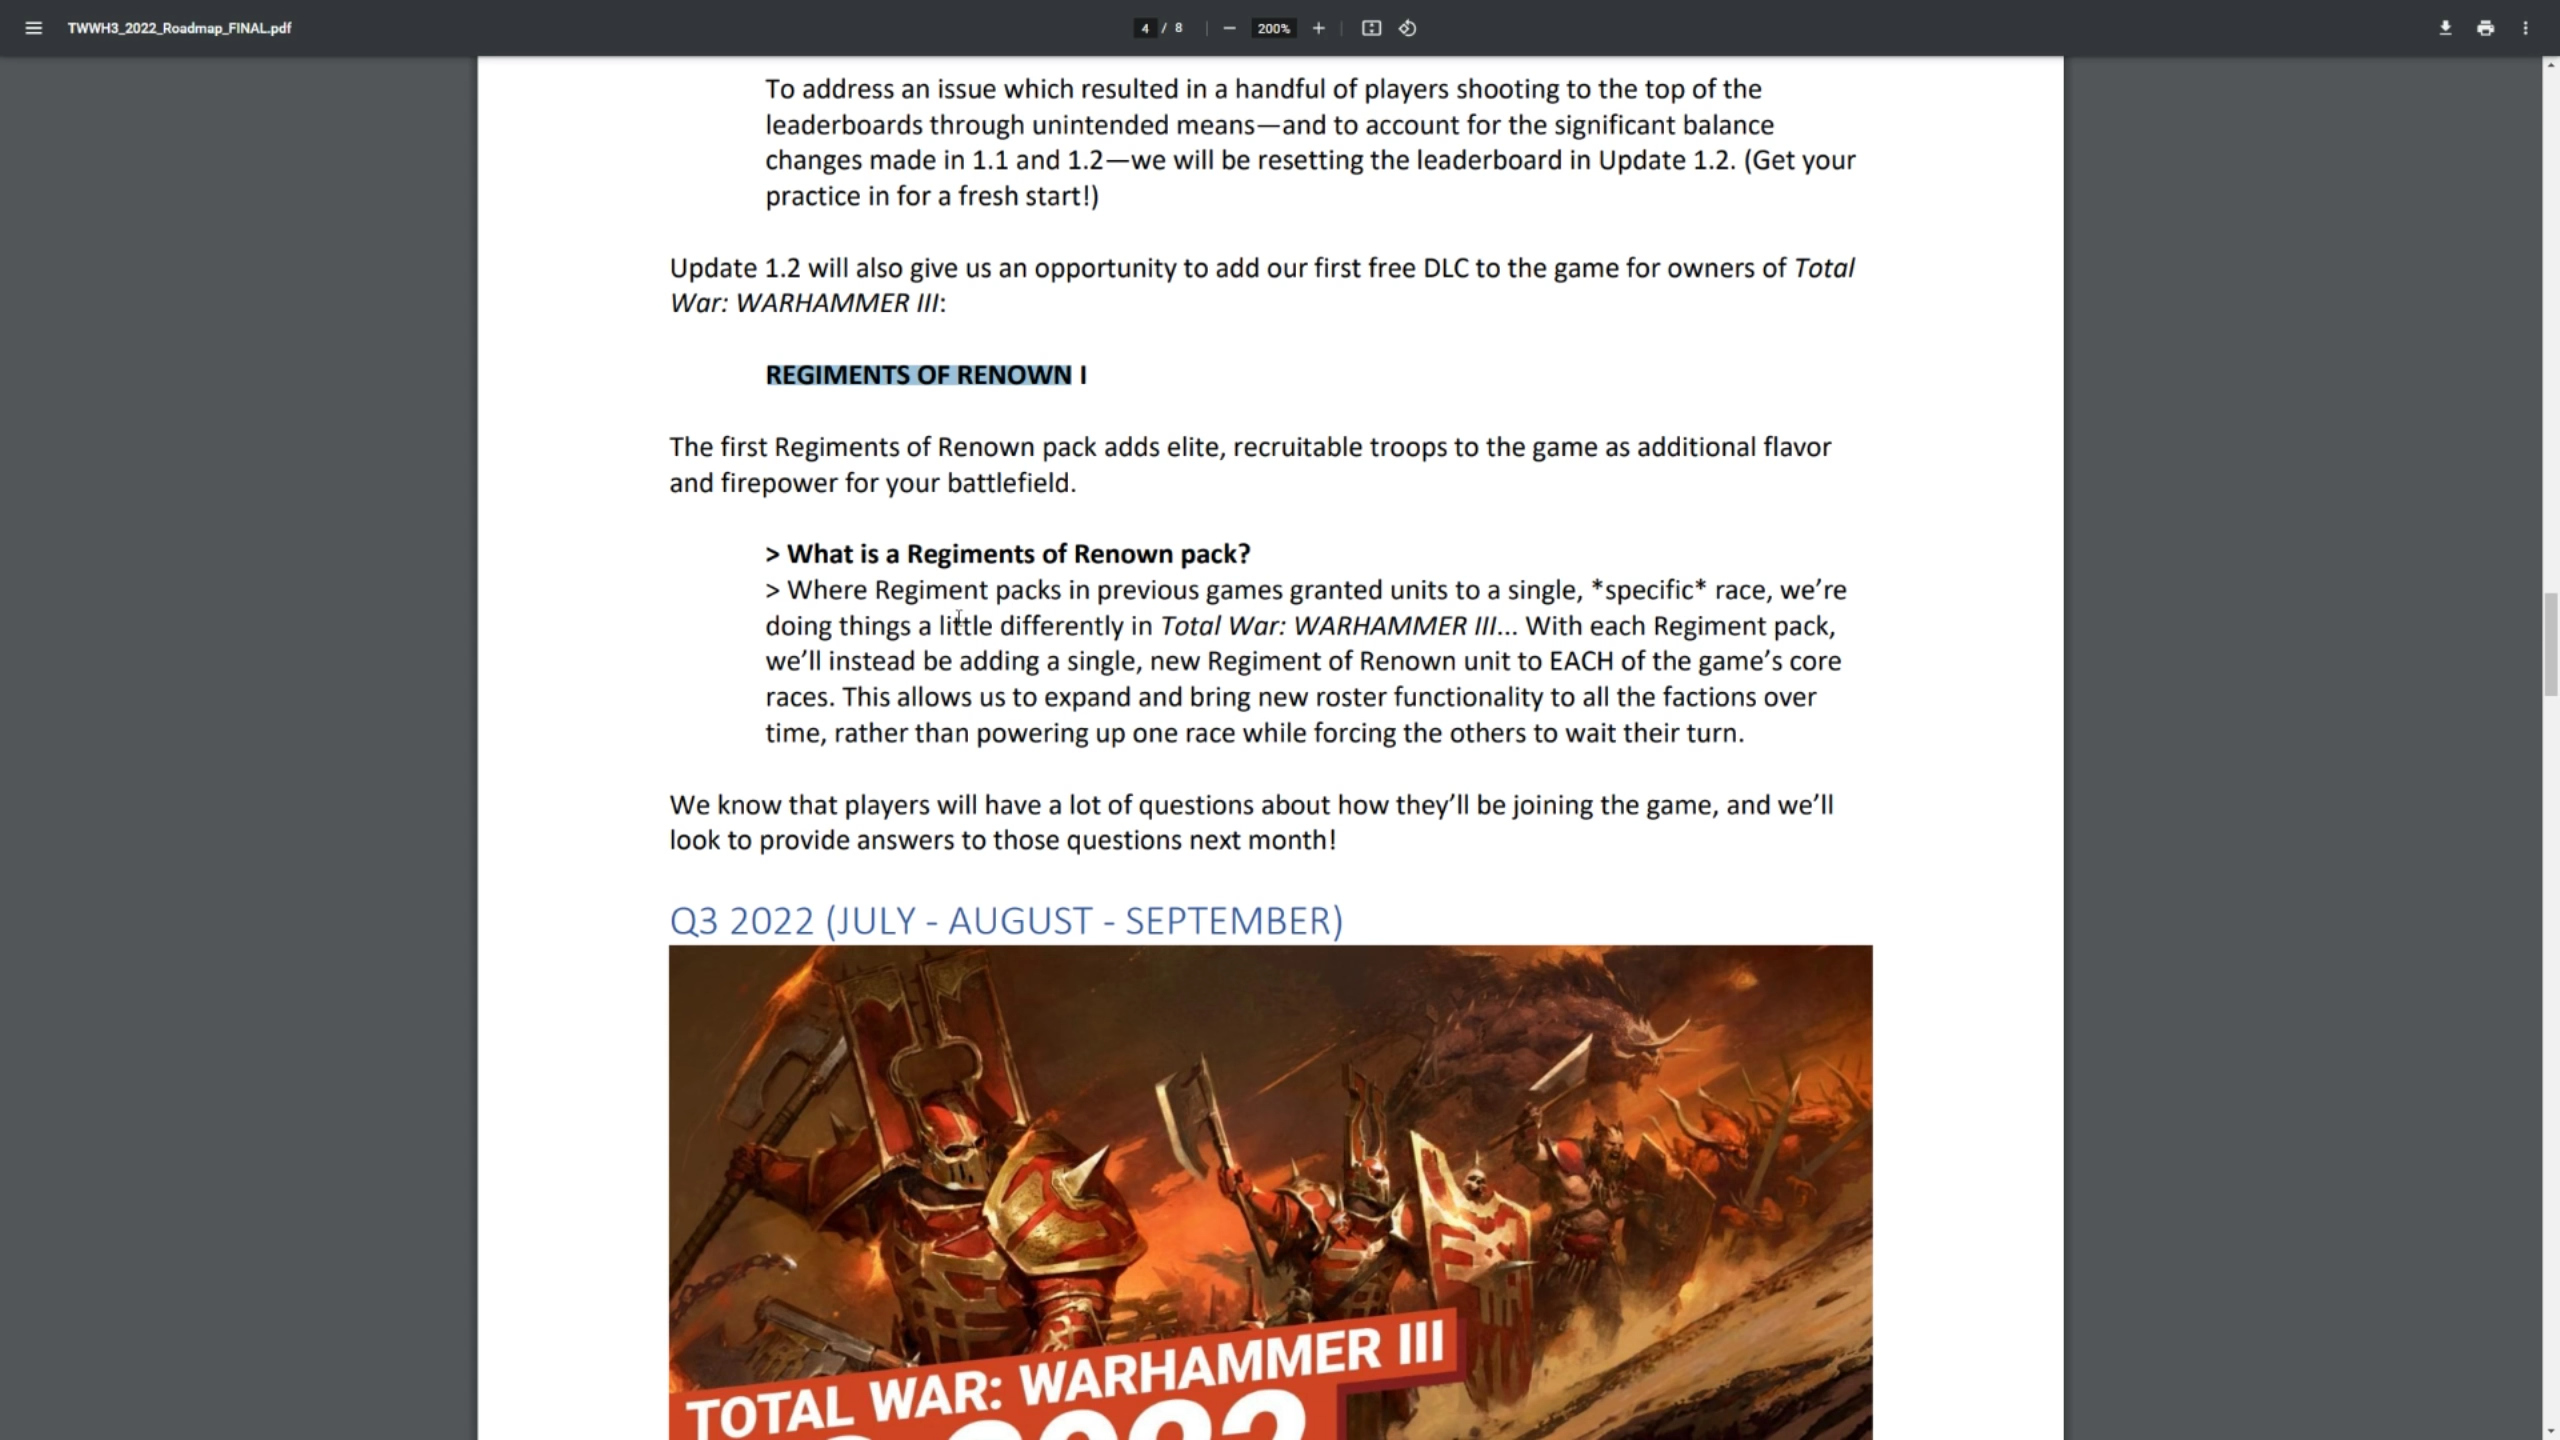 TWWH3_2022_Roadmap_FINAL.pdf
4 / 8
200%
To address an issue which resulted in a handful of players shooting to the top of the
leaderboards through unintended means—and to account for the significant balance
changes made in 1.1 and 1.2—we will be resetting the leaderboard in Update 1.2. (Get your
practice in for a fresh start!)
Update 1.2 will also give us an opportunity to add our first free DLC to the game for owners of Total
War: WARHAMMER III:
REGIMENTS OF RENOWN I
The first Regiments of Renown pack adds elite, recruitable troops to the game as additional flavor
and firepower for your battlefield.
> What is a Regiments of Renown pack?
> Where Regiment packs in previous games granted units to a single, *specific* race, we’re
doing things a little differently in Total War: WARHAMMER III... With each Regiment pack,
we’ll instead be adding a single, new Regiment of Renown unit to EACH of the game’s core
races. This allows us to expand and bring new roster functionality to all the factions over
time, rather than powering up one race while forcing the others to wait their turn.
We know that players will have a lot of questions about how they’ll be joining the game, and we’ll
look to provide answers to those questions next month!
Q3 2022 (JULY - AUGUST - SEPTEMBER)
TOTAL WAR: WARHAMMER III